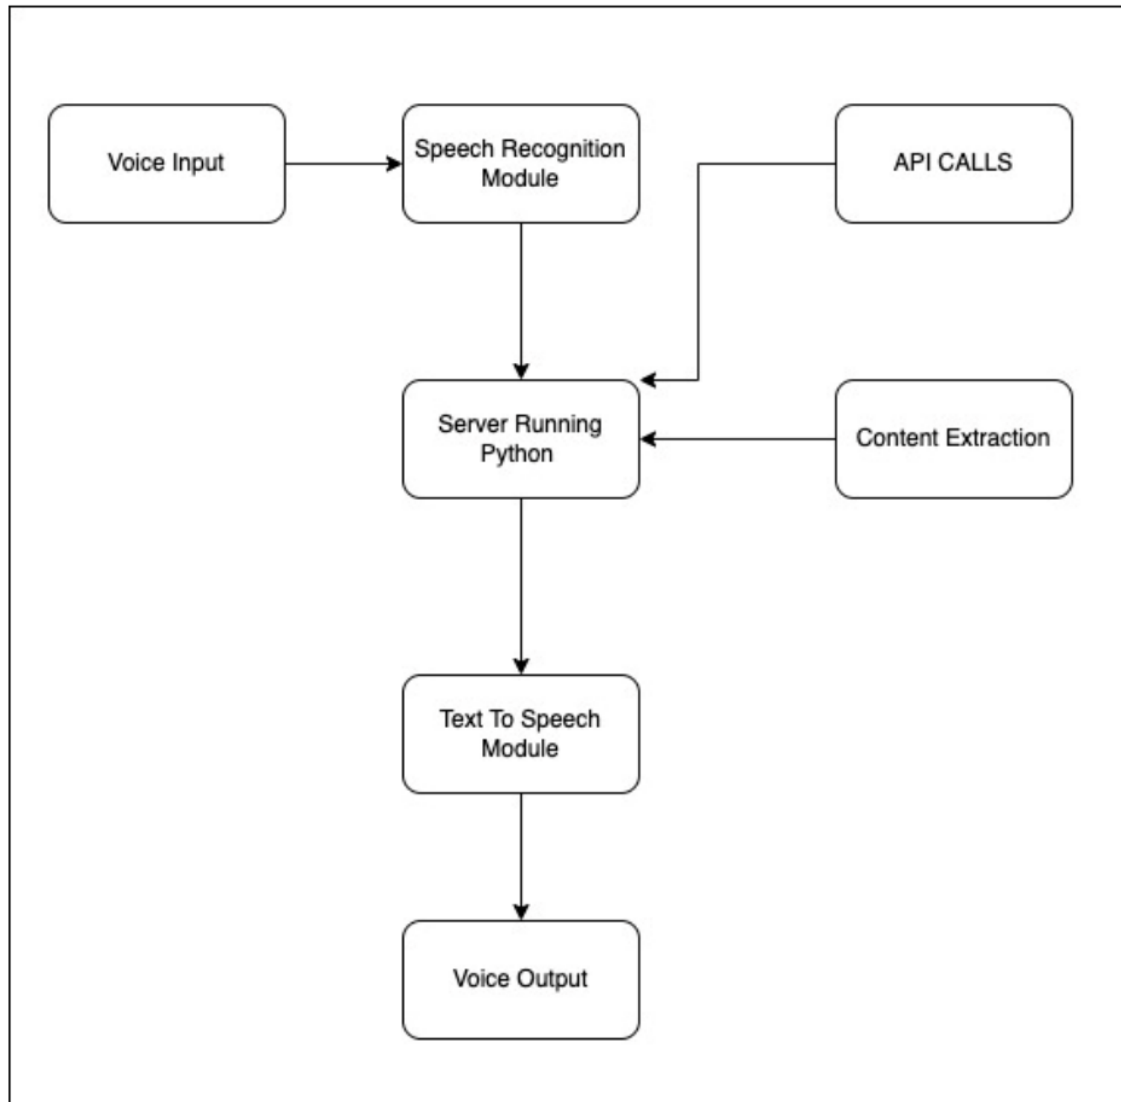 Voice Input
Speech Recognition
Module
API CALLS
Server Running
Python
Content Extraction
Text To Speech
Module
Voice Output